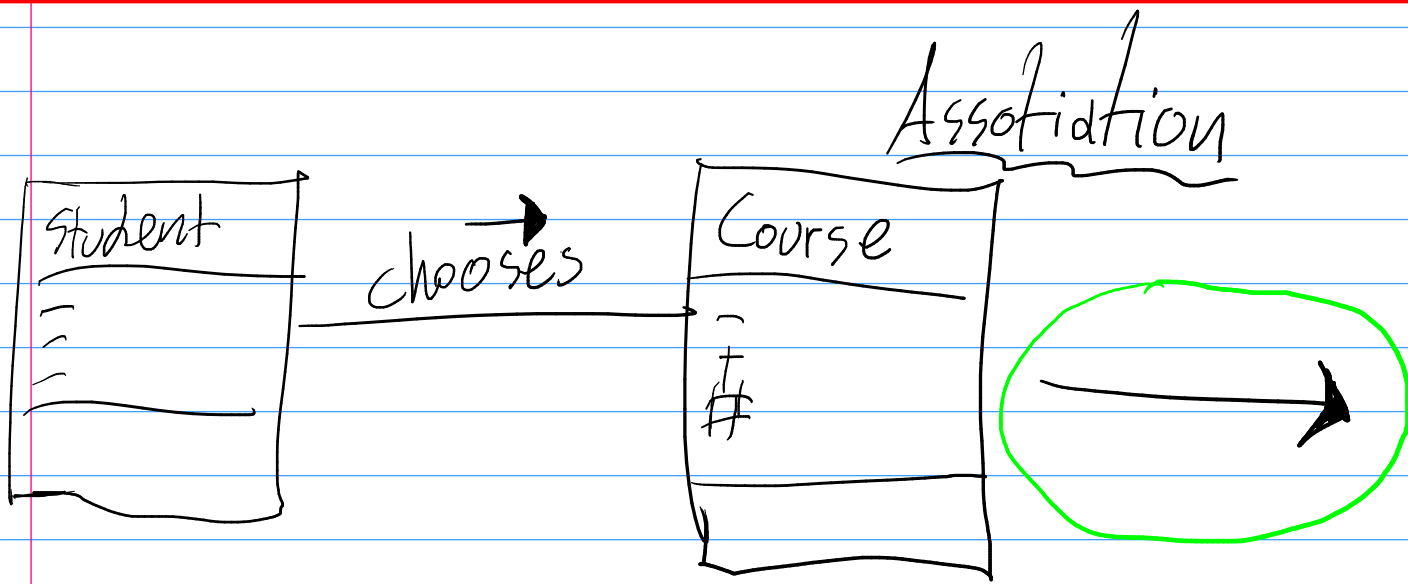 Assotiation
Student
chooses
Course
-
-
-
-
+
#